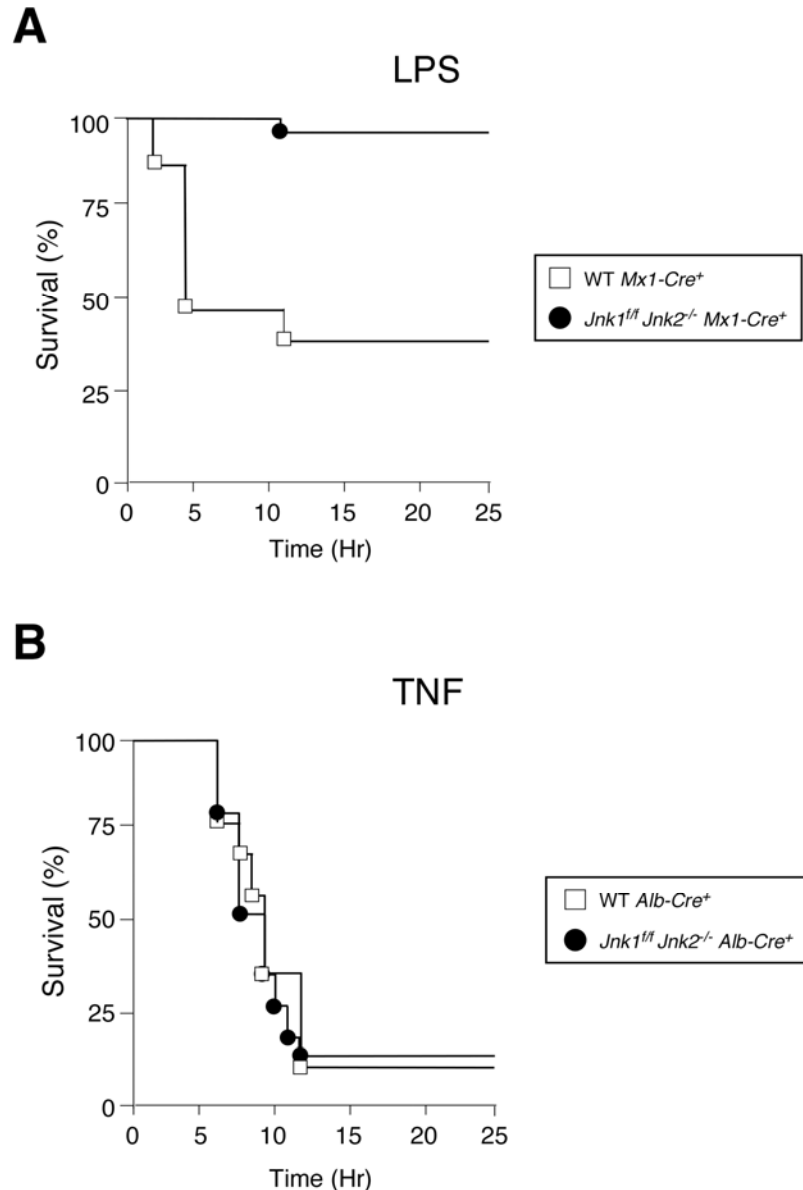 A
LPS
100
75
50
25
0
Survival (%)
0 5 10 15 20 25
Time (Hr)
WT Mx1-Cre⁺
Jnk1^f/f Jnk2^-/- Mx1-Cre⁺
B
TNF
100
75
50
25
0
Survival (%)
0 5 10 15 20 25
Time (Hr)
WT Alb-Cre⁺
Jnk1^f/f Jnk2^-/- Alb-Cre⁺